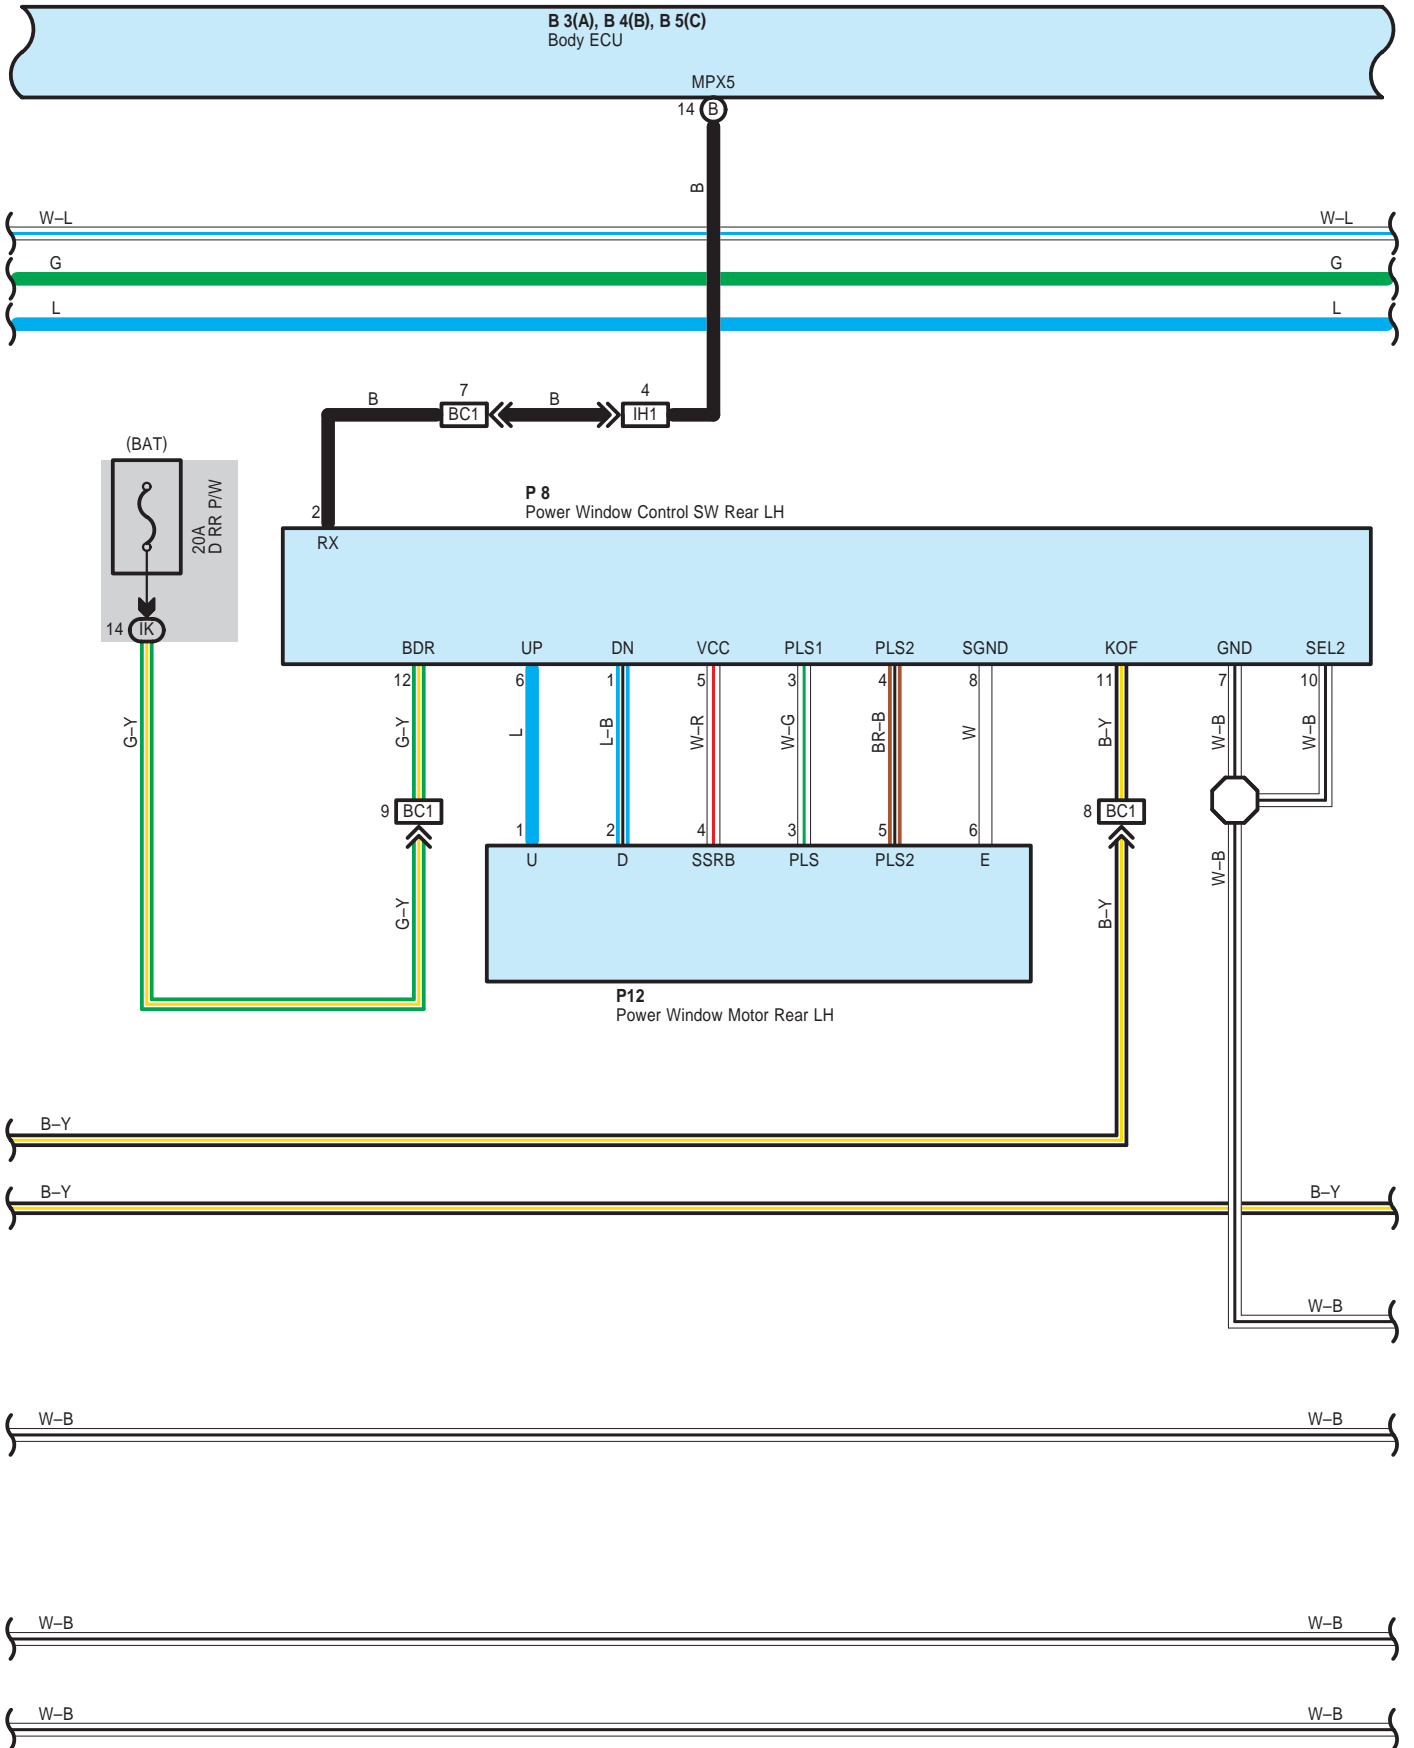 B 3(A), B 4(B), B 5(C)
Body ECU
MPX5
14 B
B
W–L W–L
G G
L L
7 4
B BC1 B IH1
(BAT)
20A
D RR P/W
14 IK
P 8
Power Window Control SW Rear LH
2
RX
BDR UP DN VCC PLS1 PLS2 SGND KOF GND SEL2
12 6 1 5 3 4 8 11 7 10
G–Y G–Y L L–B W–R W–G BR–B W B–Y W–B W–B
9 BC1 8 BC1
1 2 4 3 5 6
U D SSRB PLS PLS2 E
G–Y B–Y W–B
P12
Power Window Motor Rear LH
B–Y
B–Y B–Y
W–B
W–B W–B
W–B W–B
W–B W–B